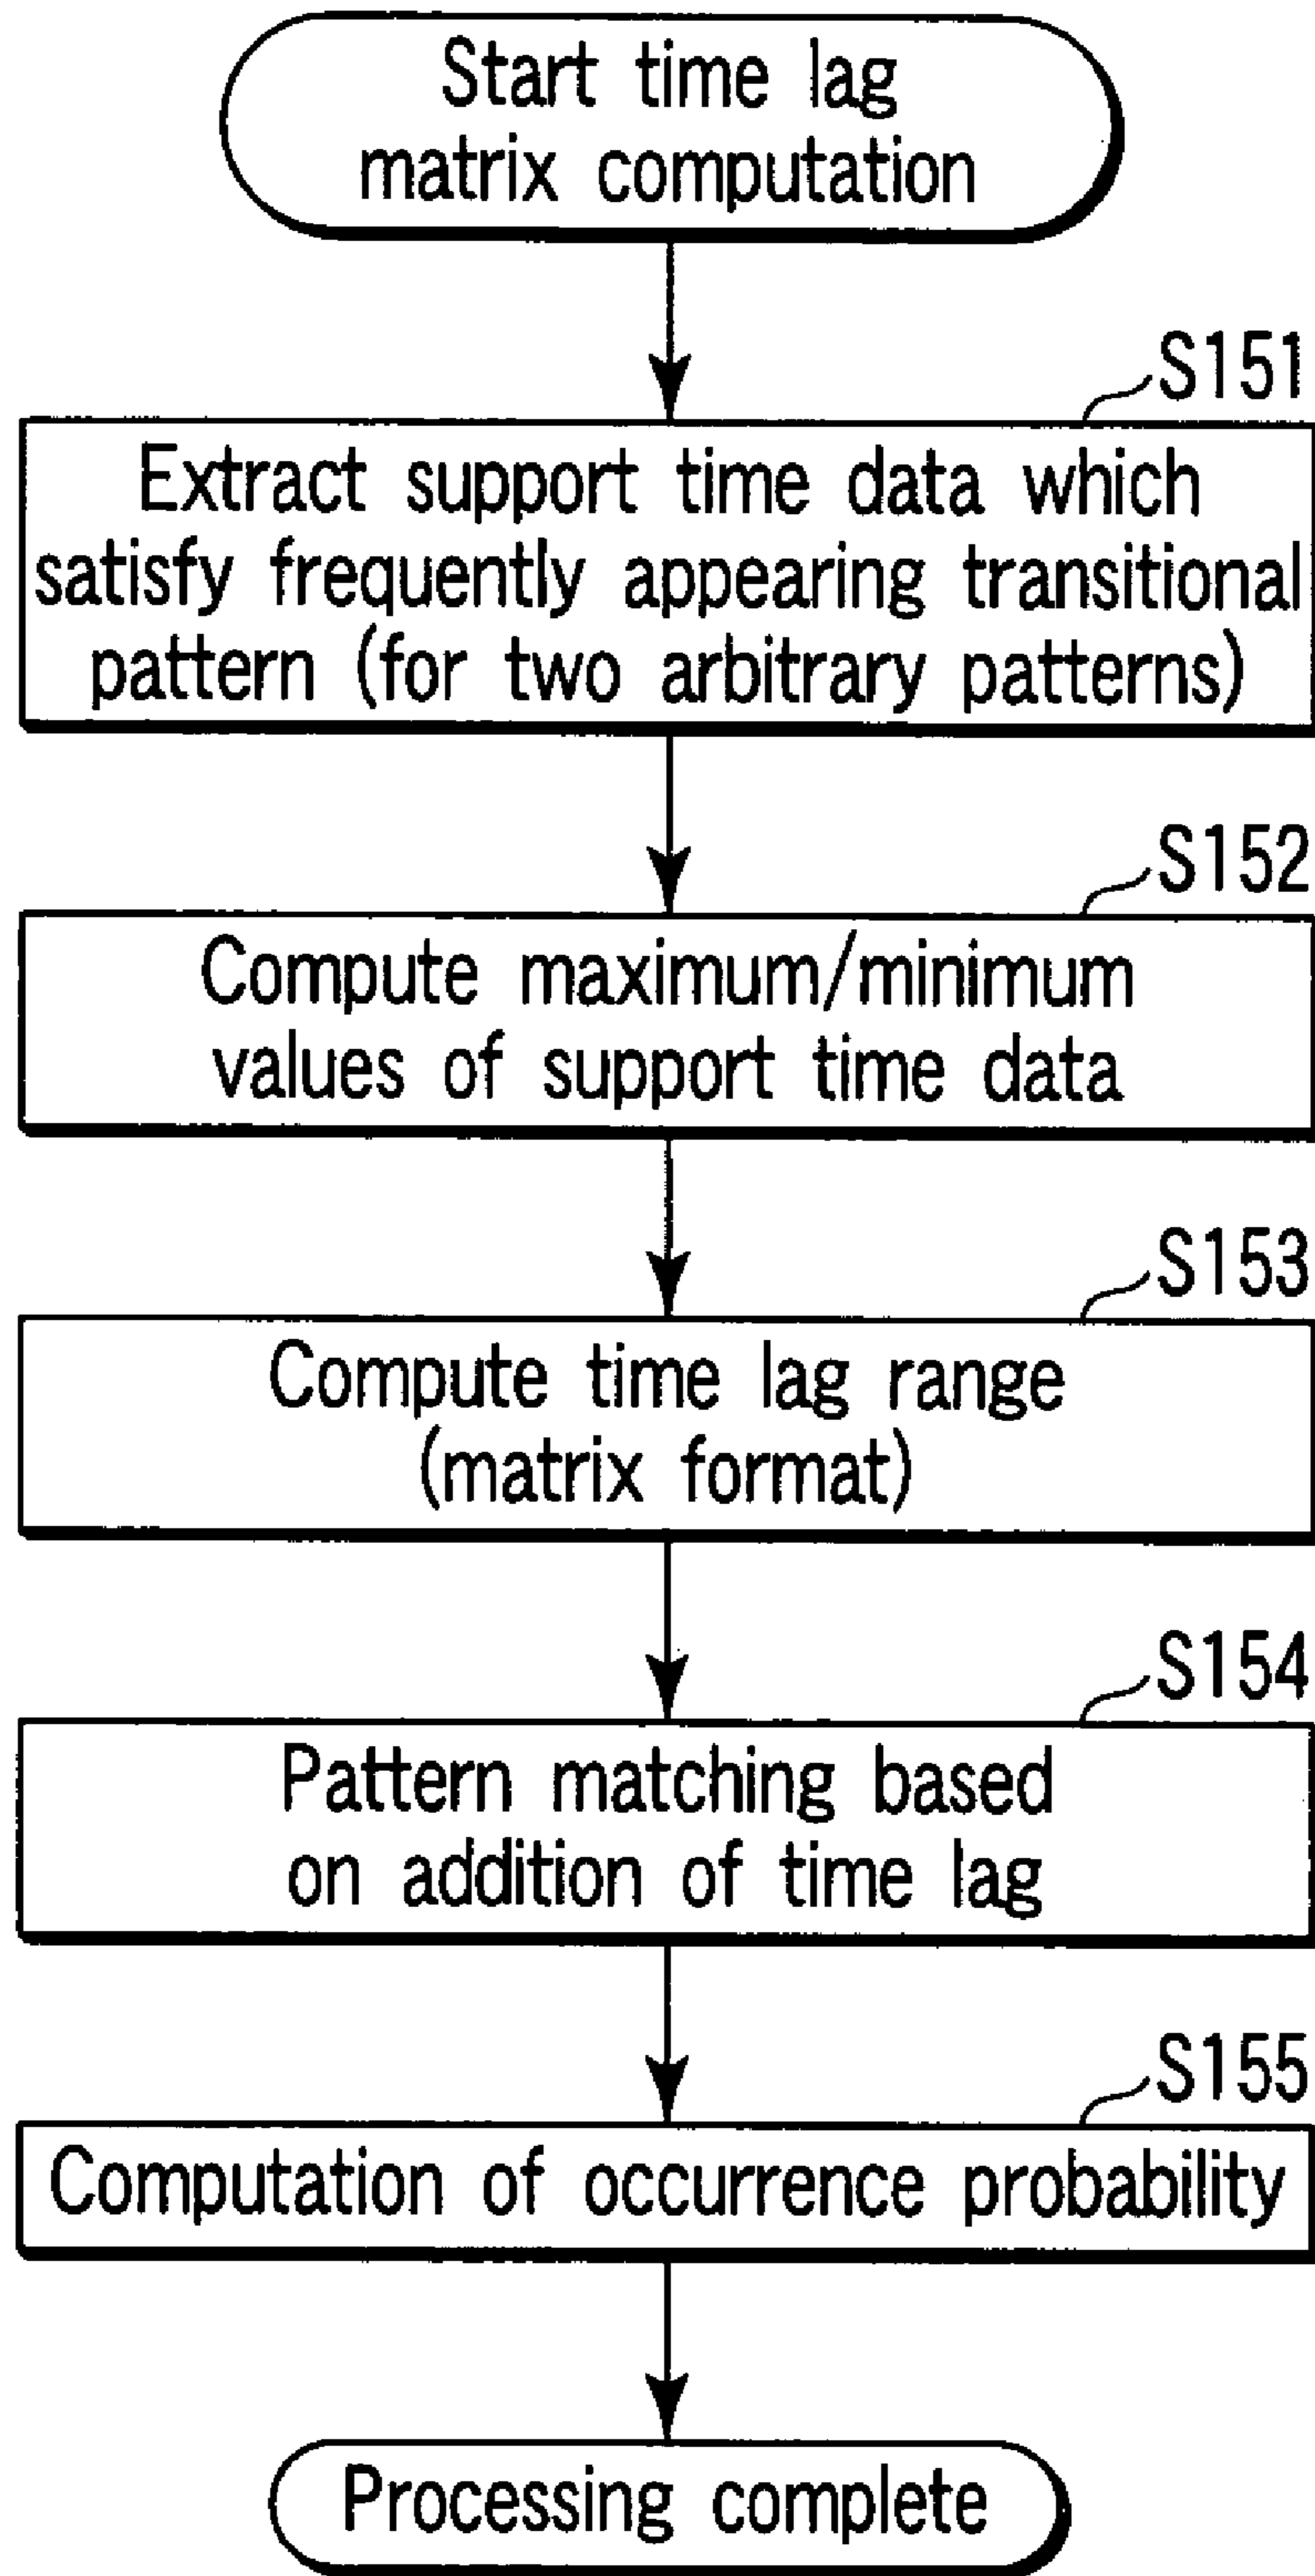 Start time lag
matrix computation
S151
Extract support time data which
satisfy frequently appearing transitional
pattern (for two arbitrary patterns)
S152
Compute maximum/minimum
values of support time data
S153
Compute time lag range
(matrix format)
S154
Pattern matching based
on addition of time lag
S155
Computation of occurrence probability
Processing complete